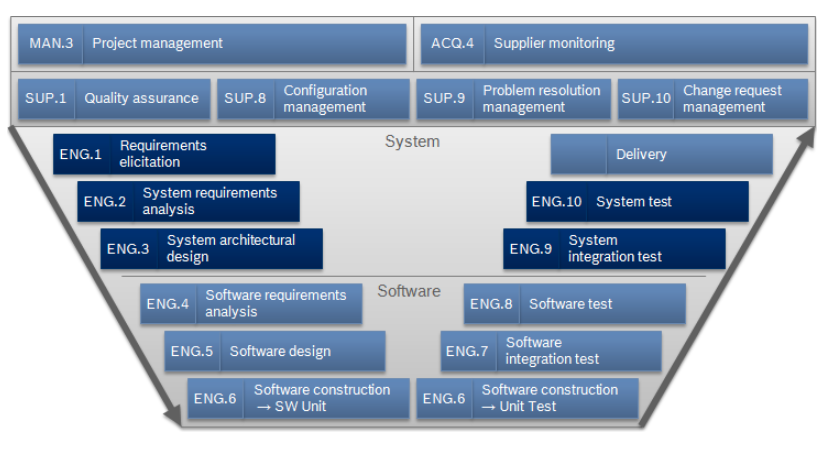 MAN.3 Project management ACQ.4 Supplier monitoring
SUP.1 Quality assurance SUP.8 Configuration management SUP.9 Problem resolution management SUP.10 Change request management
System
ENG.1 Requirements elicitation Delivery
ENG.2 System requirements analysis ENG.10 System test
ENG.3 System architectural design ENG.9 System integration test
Software
ENG.4 Software requirements analysis ENG.8 Software test
ENG.5 Software design ENG.7 Software integration test
ENG.6 Software construction → SW Unit ENG.6 Software construction → Unit Test